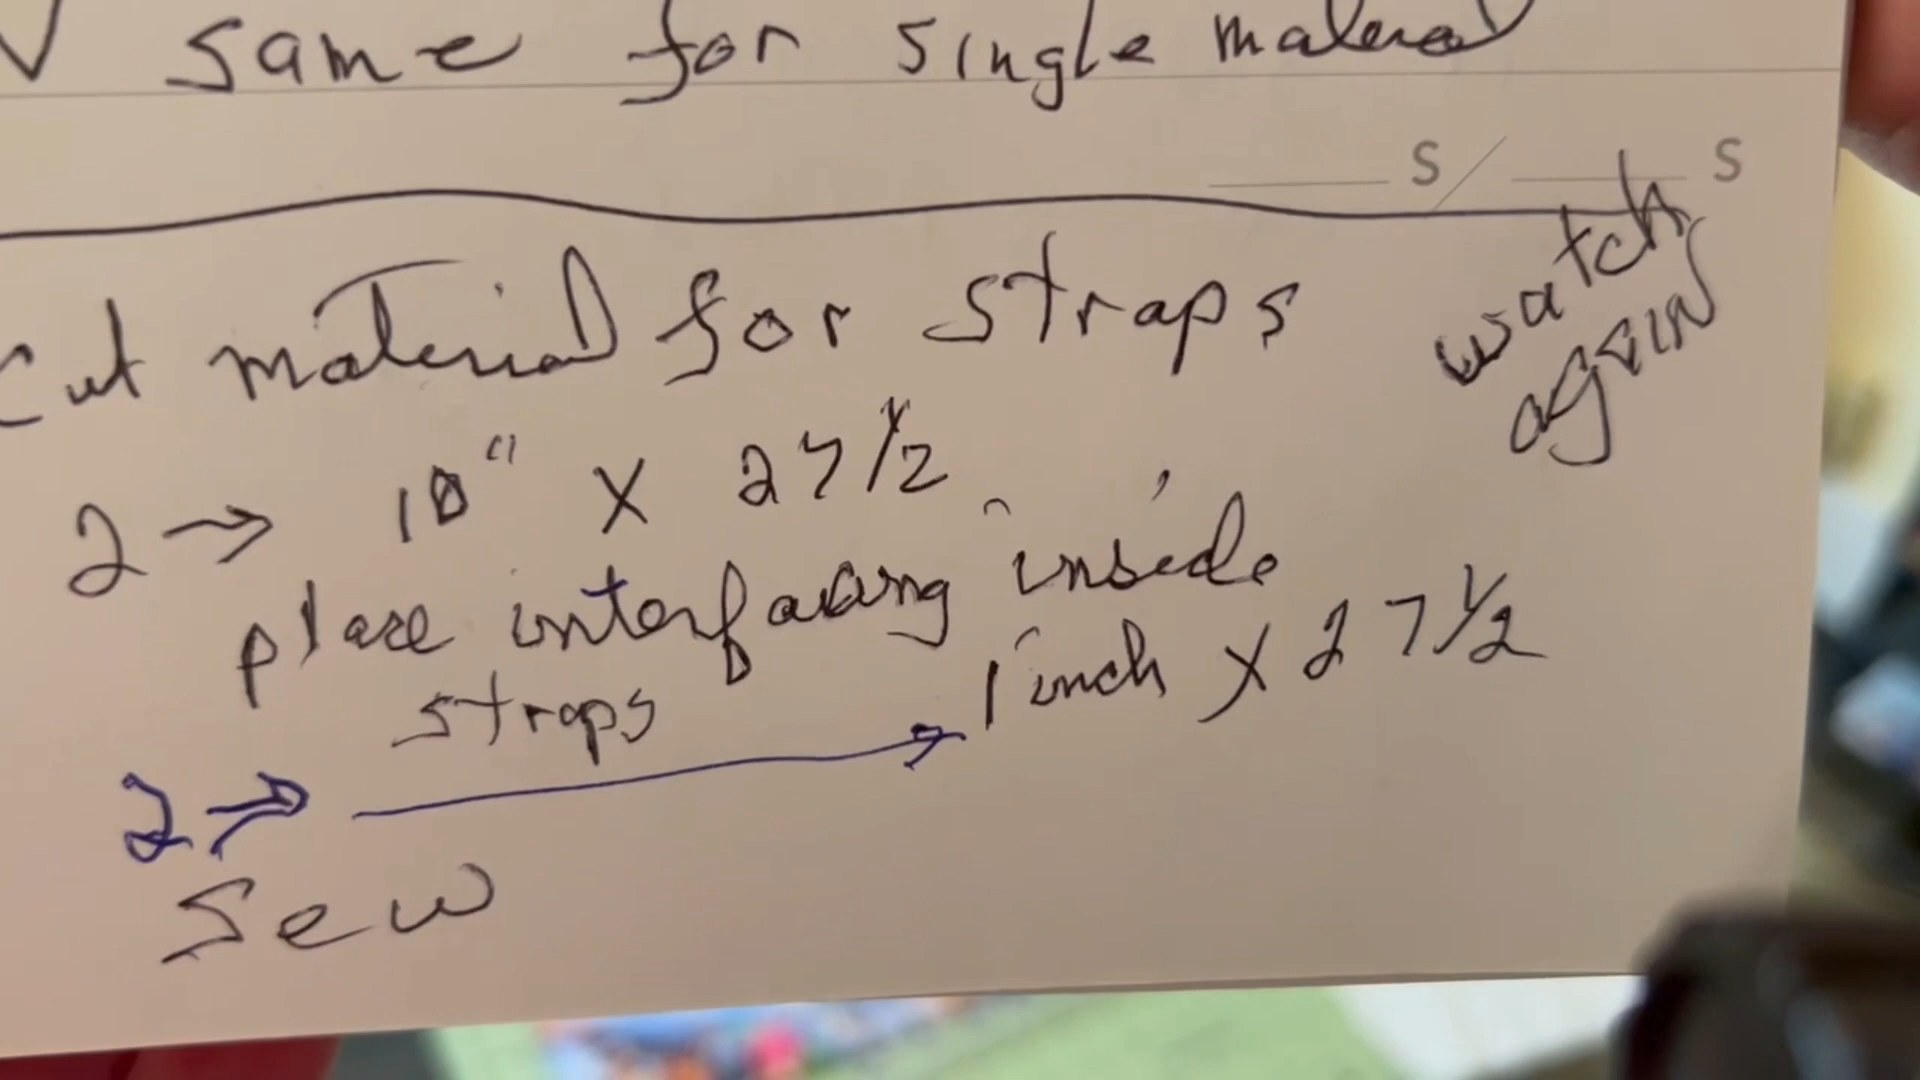 same for single material
S/ S
watch
again
cut material for straps
2 → 10" X 27 1/2
place interfacing inside
straps
2 → → 1 inch X 27 1/2
Sew